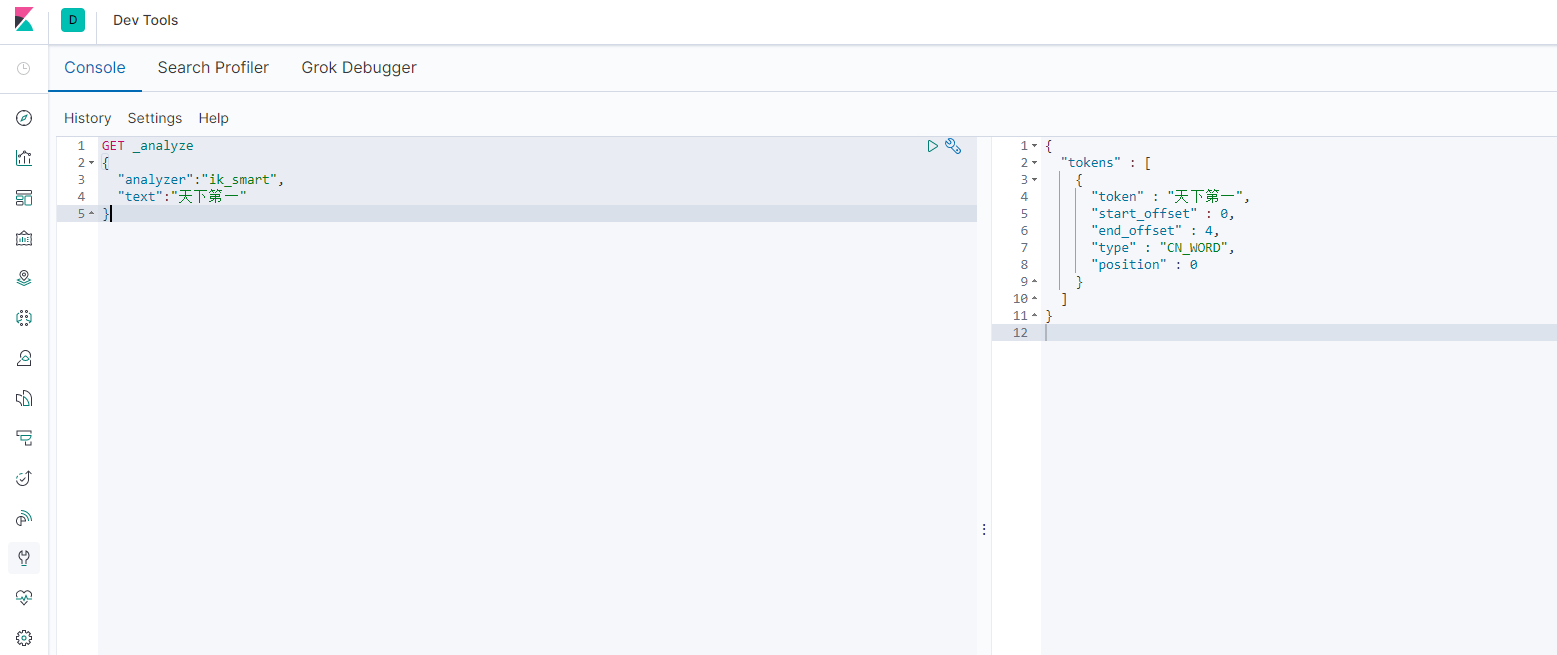 D Dev Tools
Console Search Profiler Grok Debugger
History Settings Help
1 GET _analyze
2 {
3 "analyzer":"ik_smart",
4 "text":"天下第一"
5 }
1 {
2 "tokens" : [
3 {
4 "token" : "天下第一",
5 "start_offset" : 0,
6 "end_offset" : 4,
7 "type" : "CN_WORD",
8 "position" : 0
9 }
10 ]
11 }
12